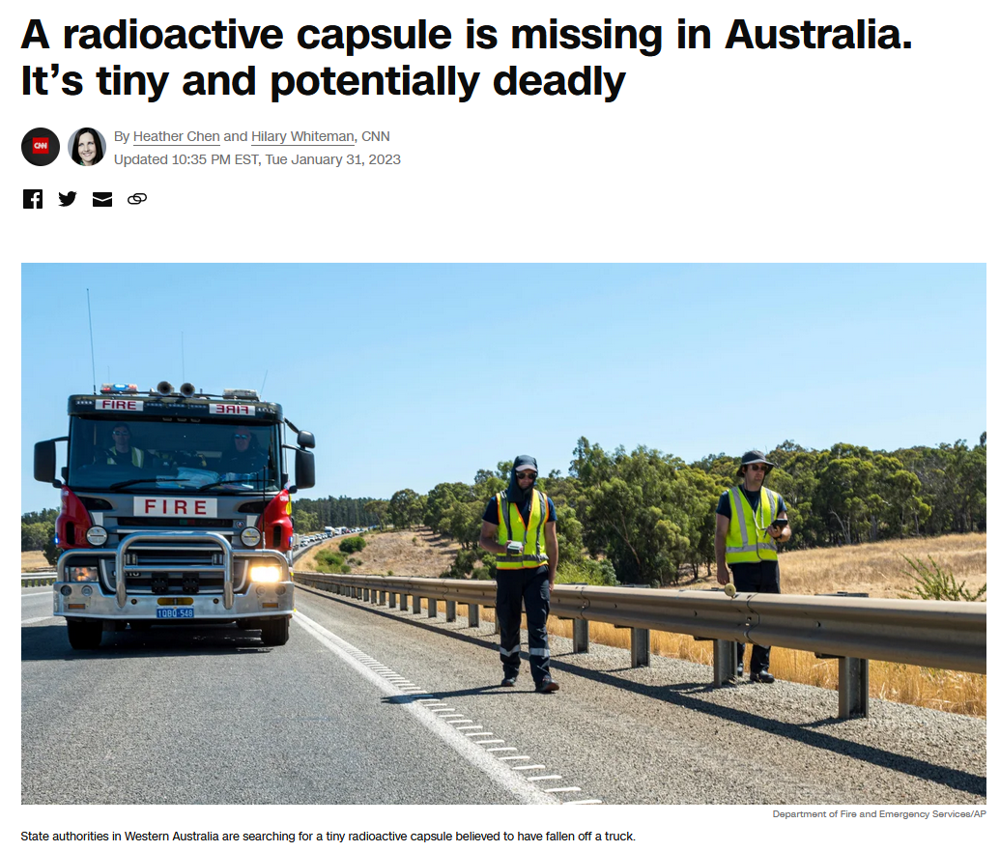 A radioactive capsule is missing in Australia.
It’s tiny and potentially deadly
CNN
By Heather Chen and Hilary Whiteman, CNN
Updated 10:35 PM EST, Tue January 31, 2023
FIRE
FIRE
FIRE
1QBQ·548
Department of Fire and Emergency Services/AP
State authorities in Western Australia are searching for a tiny radioactive capsule believed to have fallen off a truck.